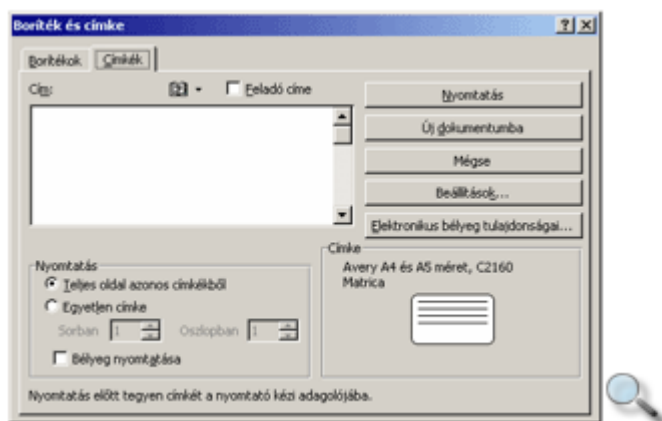 Boríték és címke
Borítékok Címkék
Cím: Feladó címe
Nyomtatás
Új dokumentumba
Mégse
Beállítások...
Elektronikus bélyeg tulajdonságai...
Nyomtatás
Teljes oldal azonos címkékből
Egyetlen címke
Sorban 1 Oszlopban 1
Bélyeg nyomtatása
Címke
Avery A4 és A5 méret, C2160
Matrica
Nyomtatás előtt tegyen címkét a nyomtató kézi adagolójába.